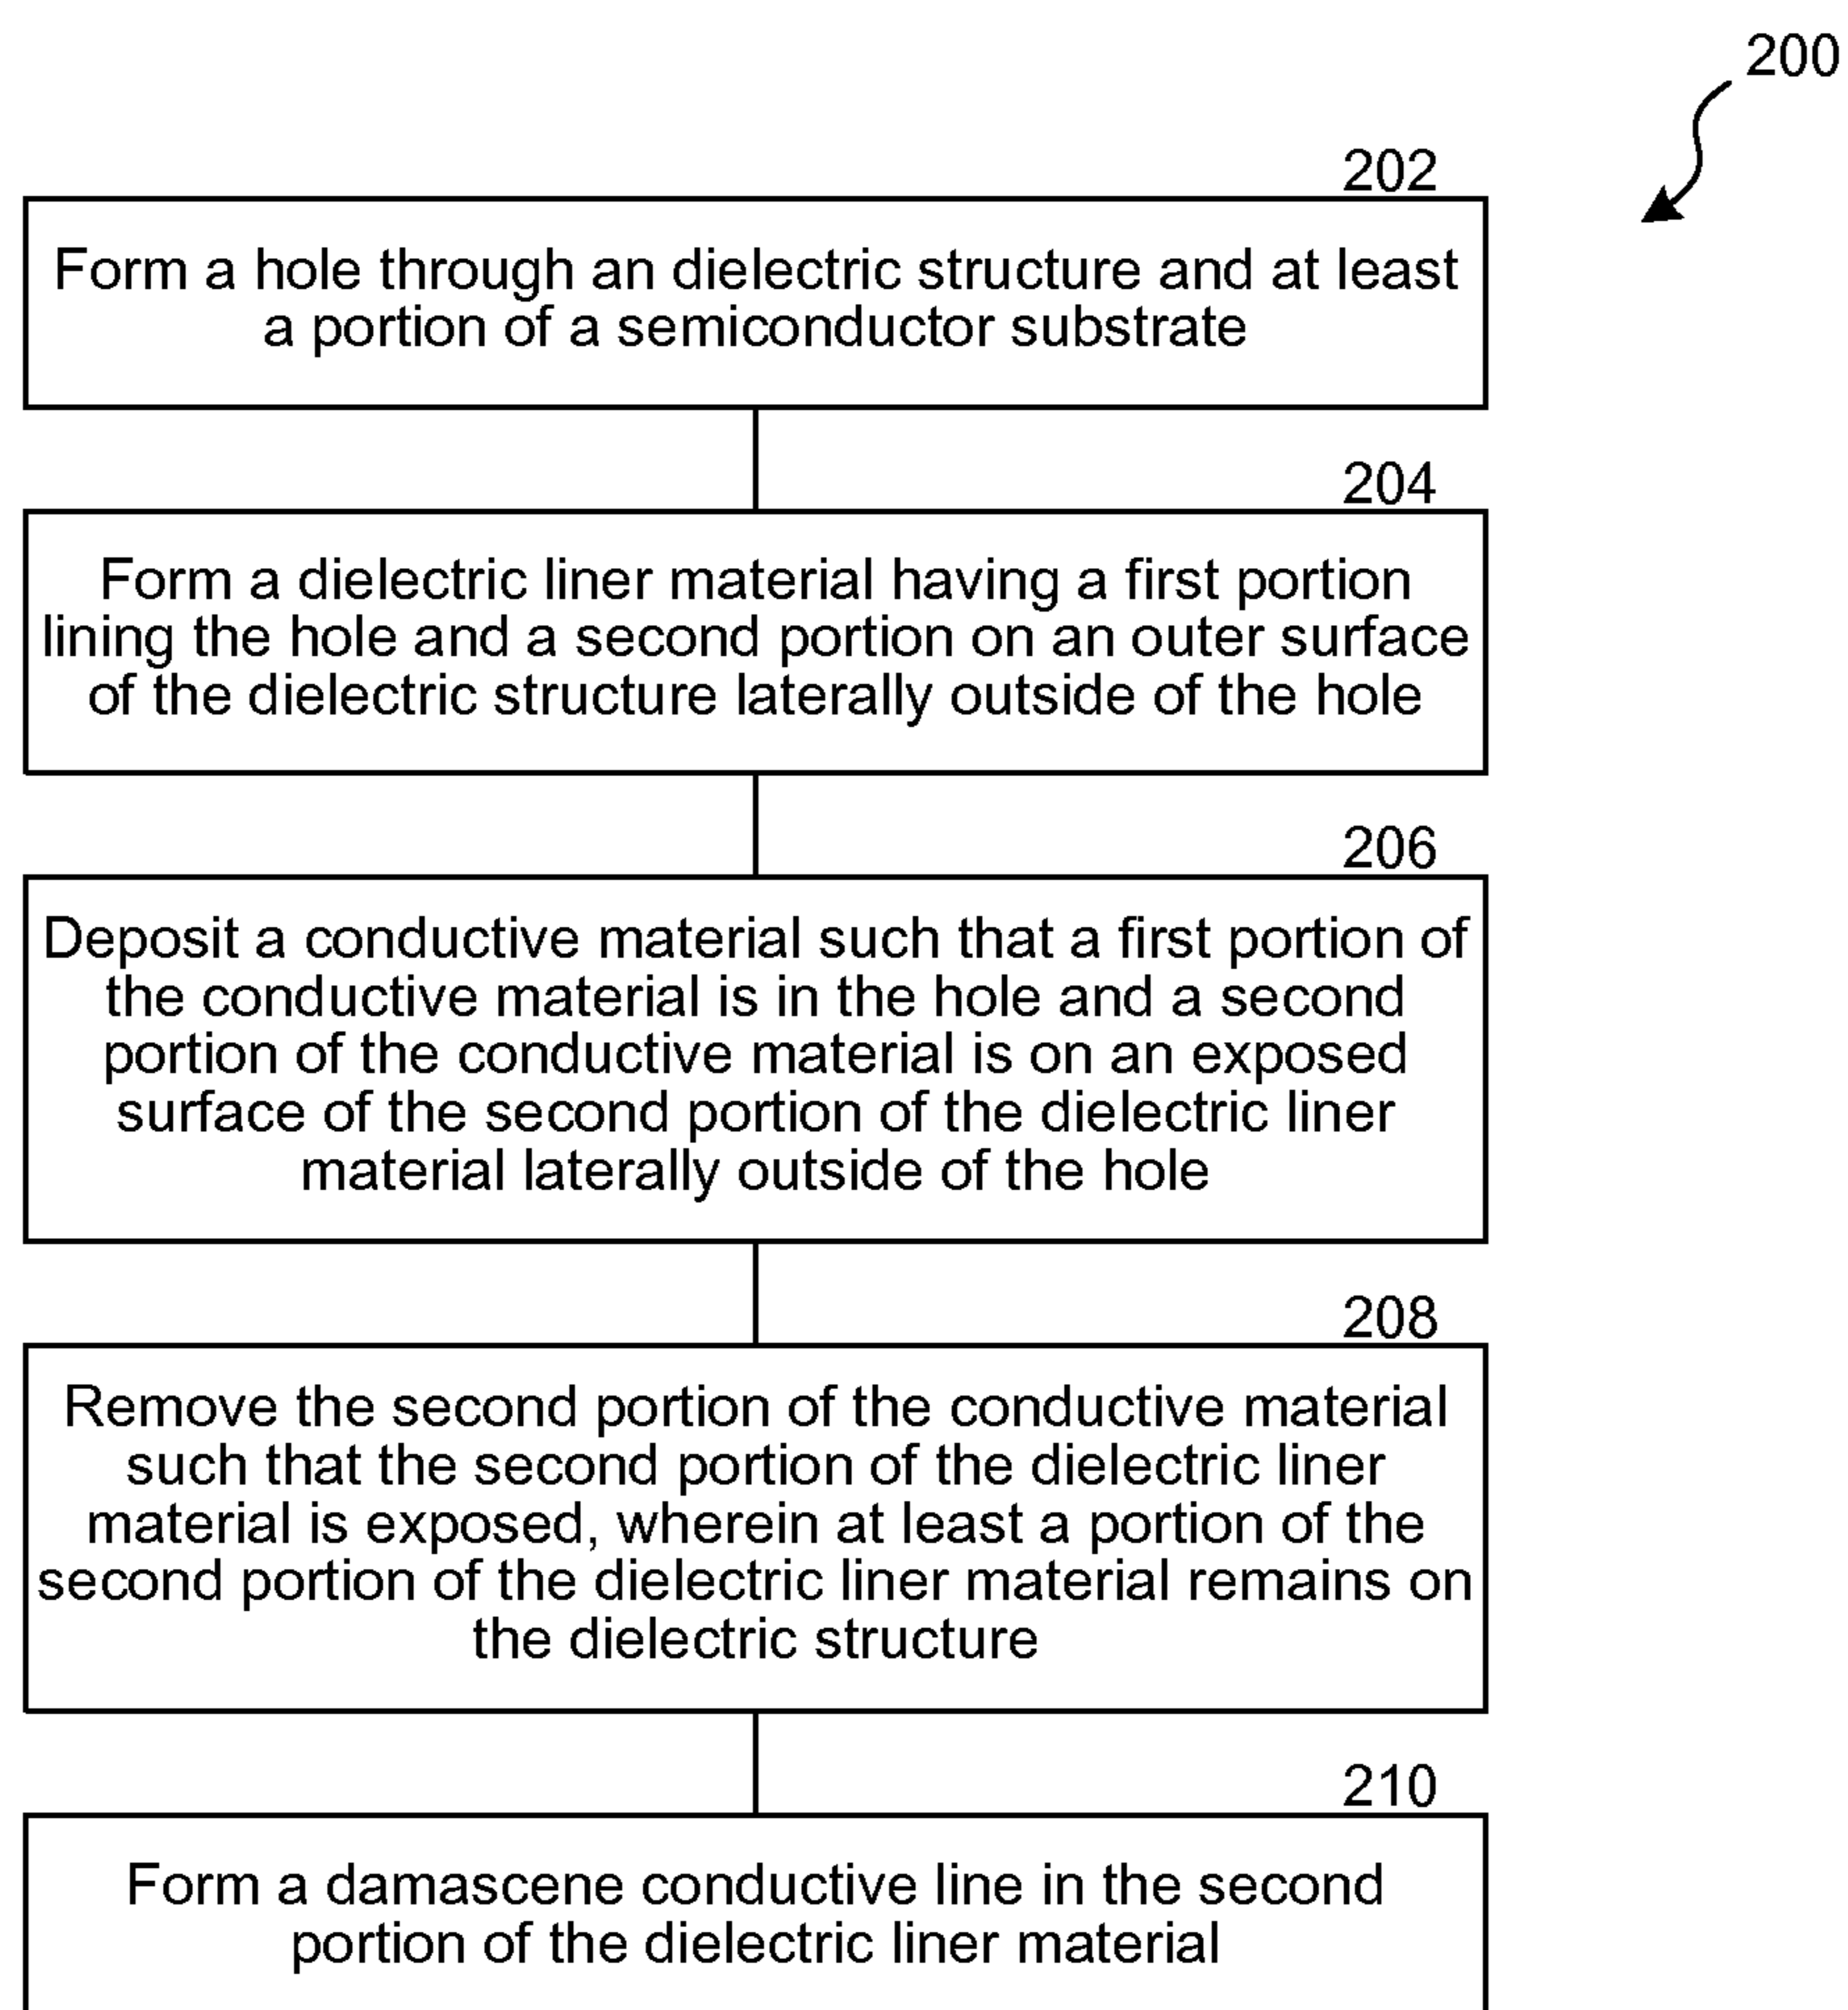 200
202
Form a hole through an dielectric structure and at least
a portion of a semiconductor substrate
204
Form a dielectric liner material having a first portion
lining the hole and a second portion on an outer surface
of the dielectric structure laterally outside of the hole
206
Deposit a conductive material such that a first portion of
the conductive material is in the hole and a second
portion of the conductive material is on an exposed
surface of the second portion of the dielectric liner
material laterally outside of the hole
208
Remove the second portion of the conductive material
such that the second portion of the dielectric liner
material is exposed, wherein at least a portion of the
second portion of the dielectric liner material remains on
the dielectric structure
210
Form a damascene conductive line in the second
portion of the dielectric liner material